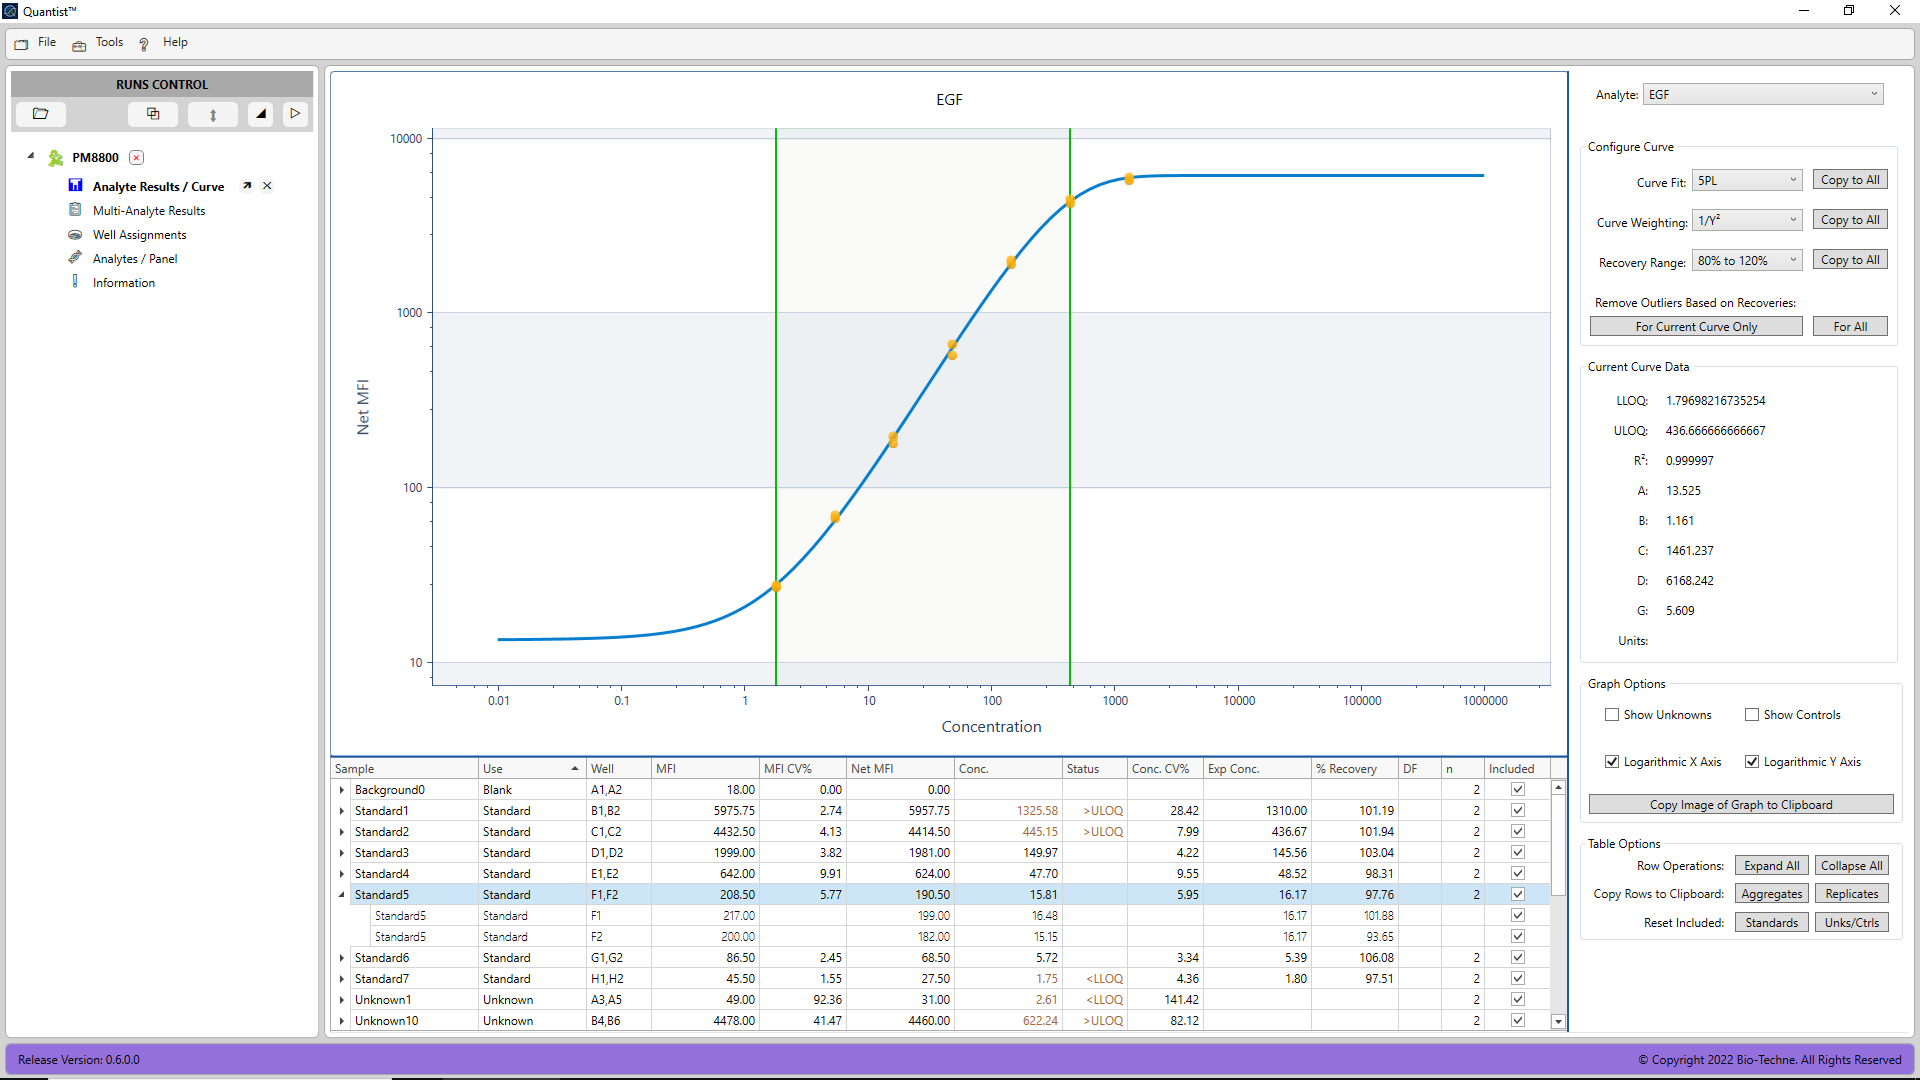 Quantist™
File Tools ? Help
RUNS CONTROL
PM8800
Analyte Results / Curve
Multi-Analyte Results
Well Assignments
Analytes / Panel
Information
EGF
10000
1000
100
10
Net MFI
0.01 0.1 1 10 100 1000 10000 100000 1000000
Concentration
Sample Use Well MFI MFI CV% Net MFI Conc. Status Conc. CV% Exp Conc. % Recovery DF n Included
Background0 Blank A1,A2 18.00 0.00 0.00 2
Standard1 Standard B1,B2 5975.75 2.74 5957.75 1325.58 >ULOQ 28.42 1310.00 101.19 2
Standard2 Standard C1,C2 4432.50 4.13 4414.50 445.15 >ULOQ 7.99 436.67 101.94 2
Standard3 Standard D1,D2 1999.00 3.82 1981.00 149.97 4.22 145.56 103.04 2
Standard4 Standard E1,E2 642.00 9.91 624.00 47.70 9.55 48.52 98.31 2
Standard5 Standard F1,F2 208.50 5.77 190.50 15.81 5.95 16.17 97.76 2
Standard5 Standard F1 217.00 199.00 16.48 16.17 101.88
Standard5 Standard F2 200.00 182.00 15.15 16.17 93.65
Standard6 Standard G1,G2 86.50 2.45 68.50 5.72 3.34 5.39 106.08 2
Standard7 Standard H1,H2 45.50 1.55 27.50 1.75 <LLOQ 4.36 1.80 97.51 2
Unknown1 Unknown A3,A5 49.00 92.36 31.00 2.61 <LLOQ 141.42 2
Unknown10 Unknown B4,B6 4478.00 41.47 4460.00 622.24 >ULOQ 82.12 2
Analyte: EGF
Configure Curve
Curve Fit: 5PL Copy to All
Curve Weighting: 1/Y² Copy to All
Recovery Range: 80% to 120% Copy to All
Remove Outliers Based on Recoveries:
For Current Curve Only For All
Current Curve Data
LLOQ: 1.79698216735254
ULOQ: 436.666666666667
R²: 0.999997
A: 13.525
B: 1.161
C: 1461.237
D: 6168.242
G: 5.609
Units:
Graph Options
Show Unknowns Show Controls
Logarithmic X Axis Logarithmic Y Axis
Copy Image of Graph to Clipboard
Table Options
Row Operations: Expand All Collapse All
Copy Rows to Clipboard: Aggregates Replicates
Reset Included: Standards Unks/Ctrls
Release Version: 0.6.0.0
© Copyright 2022 Bio-Techne. All Rights Reserved